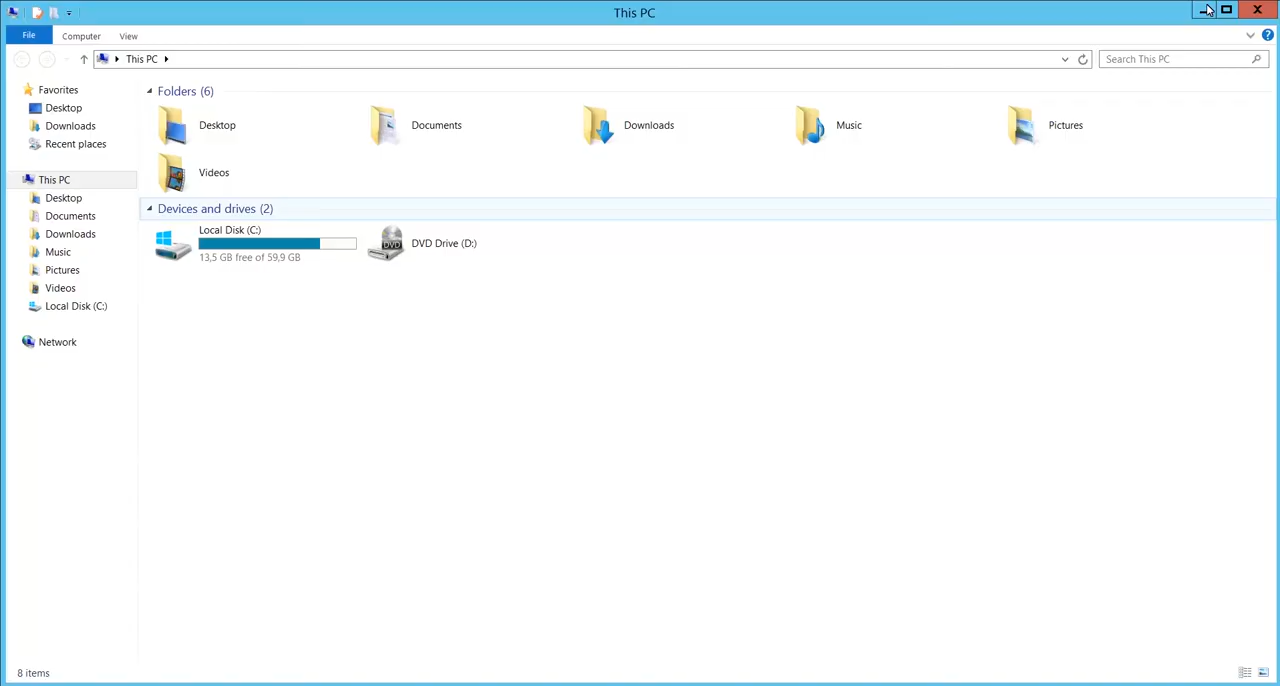 This PC
File
Computer
View
This PC
Search This PC
Favorites
Desktop
Downloads
Recent places
This PC
Desktop
Documents
Downloads
Music
Pictures
Videos
Local Disk (C:)
Network
Folders (6)
Desktop
Documents
Downloads
Music
Pictures
Videos
Devices and drives (2)
Local Disk (C:)
13,5 GB free of 59,9 GB
DVD
DVD Drive (D:)
8 items